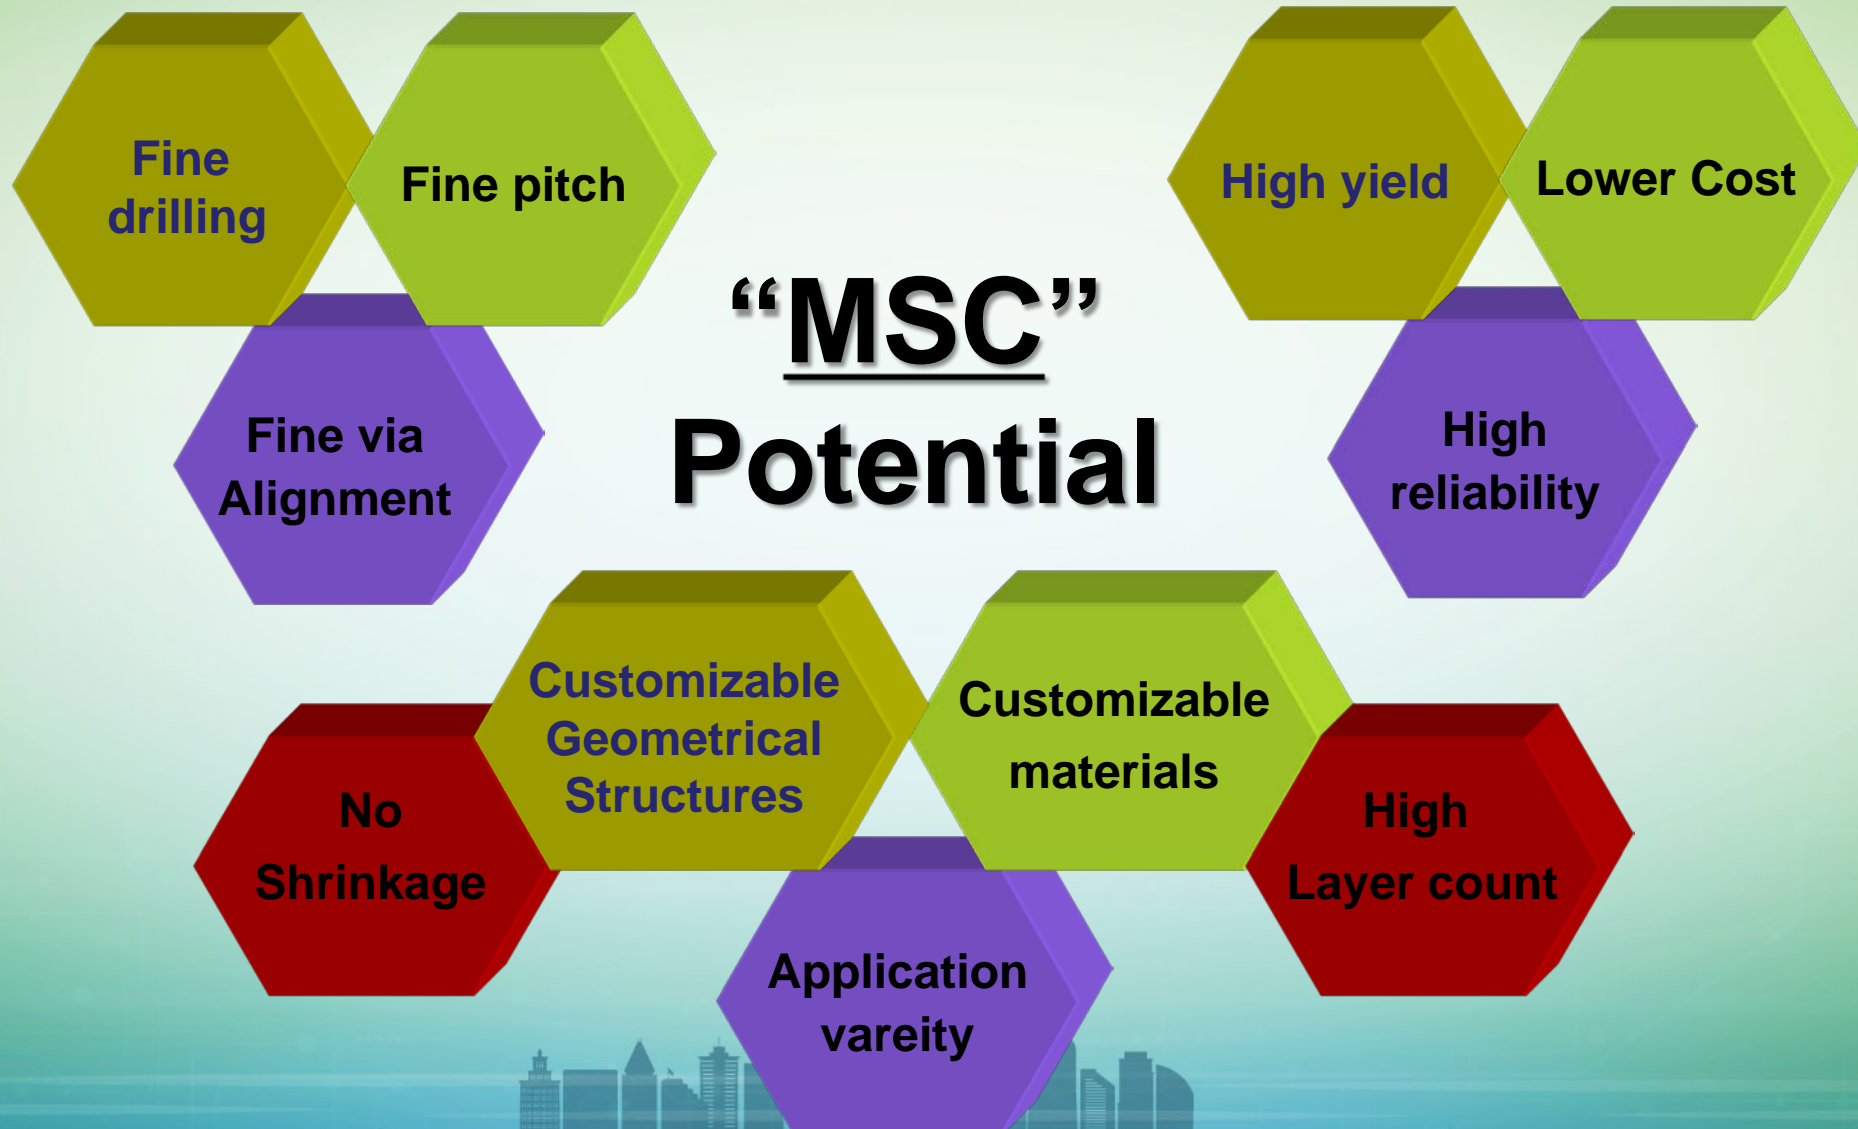 Fine
drilling
Fine pitch
Fine via
Alignment
“MSC”
Potential
High yield
Lower Cost
High
reliability
No
Shrinkage
Customizable
Geometrical
Structures
Customizable
materials
High
Layer count
Application
vareity